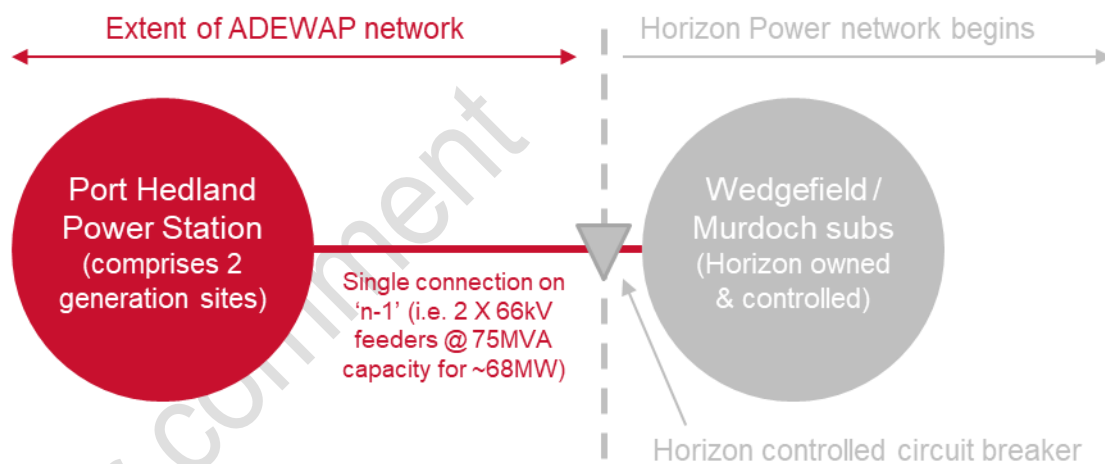 Extent of ADEWAP network
Horizon Power network begins
Port Hedland
Power Station
(comprises 2
generation sites)
Single connection on
‘n-1’ (i.e. 2 X 66kV
feeders @ 75MVA
capacity for ~68MW)
Wedgefield /
Murdoch subs
(Horizon owned
& controlled)
Horizon controlled circuit breaker
comment